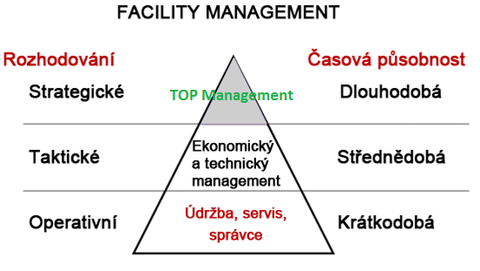 FACILITY MANAGEMENT
Rozhodování
Časová působnost
Strategické
TOP Management
Dlouhodobá
Taktické
Ekonomický
a technický
management
Střednědobá
Operativní
Údržba, servis,
správce
Krátkodobá